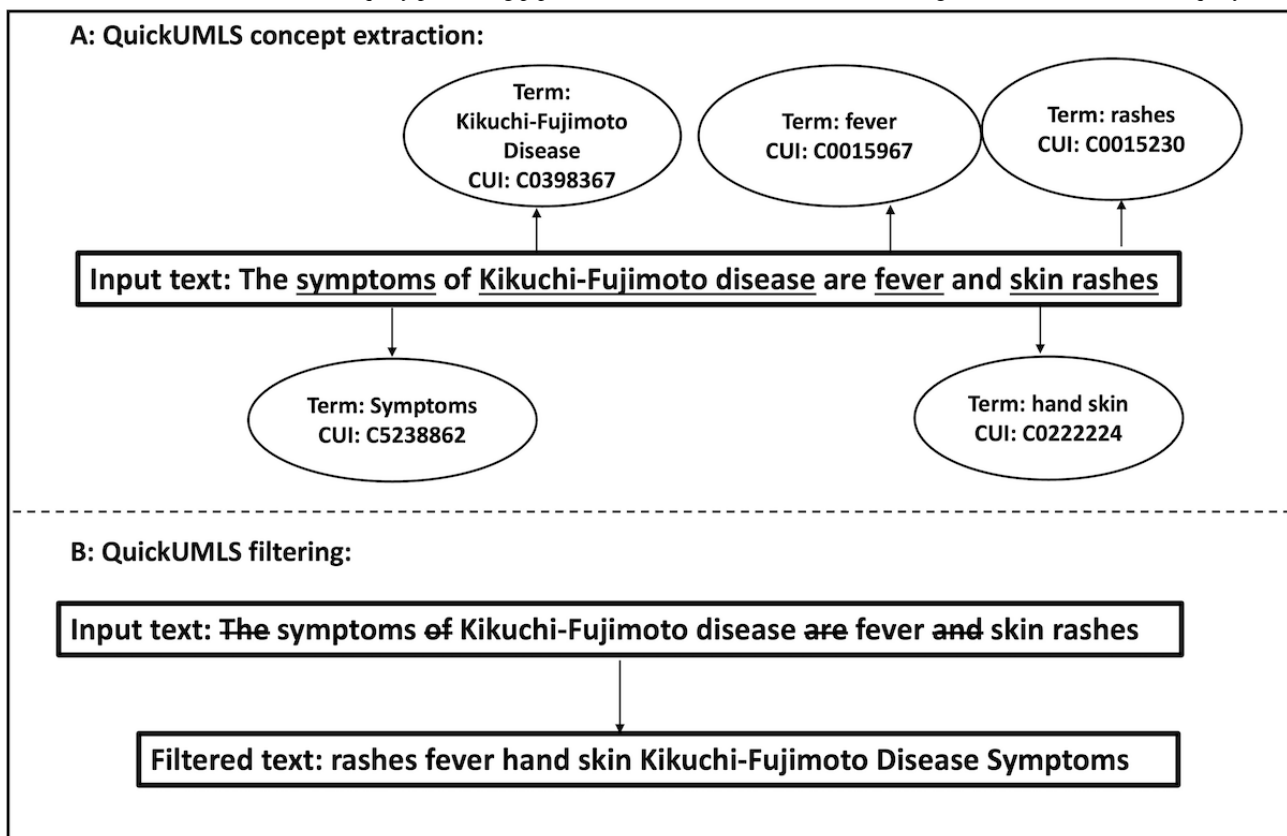 A: QuickUMLS concept extraction:
Term:
Kikuchi-Fujimoto
Disease
CUI: C0398367
Term: fever
CUI: C0015967
Term: rashes
CUI: C0015230
Input text: The symptoms of Kikuchi-Fujimoto disease are fever and skin rashes
Term: Symptoms
CUI: C5238862
Term: hand skin
CUI: C0222224
B: QuickUMLS filtering:
Input text: The symptoms of Kikuchi-Fujimoto disease are fever and skin rashes
Filtered text: rashes fever hand skin Kikuchi-Fujimoto Disease Symptoms